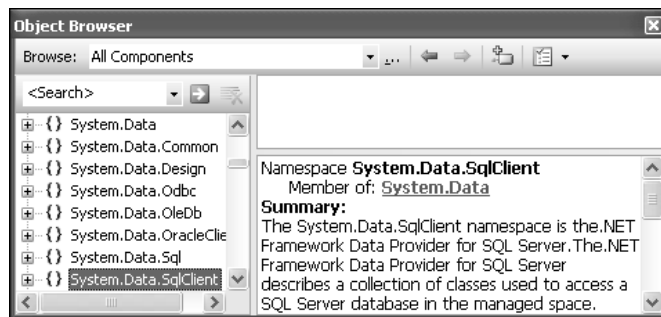 Object Browser
Browse: All Components
<Search>
{} System.Data
{} System.Data.Common
{} System.Data.Design
{} System.Data.Odbc
{} System.Data.OleDb
{} System.Data.OracleClie
{} System.Data.Sql
{} System.Data.SqlClient
Namespace System.Data.SqlClient
Member of: System.Data
Summary:
The System.Data.SqlClient namespace is the.NET
Framework Data Provider for SQL Server.The.NET
Framework Data Provider for SQL Server
describes a collection of classes used to access a
SQL Server database in the managed space.